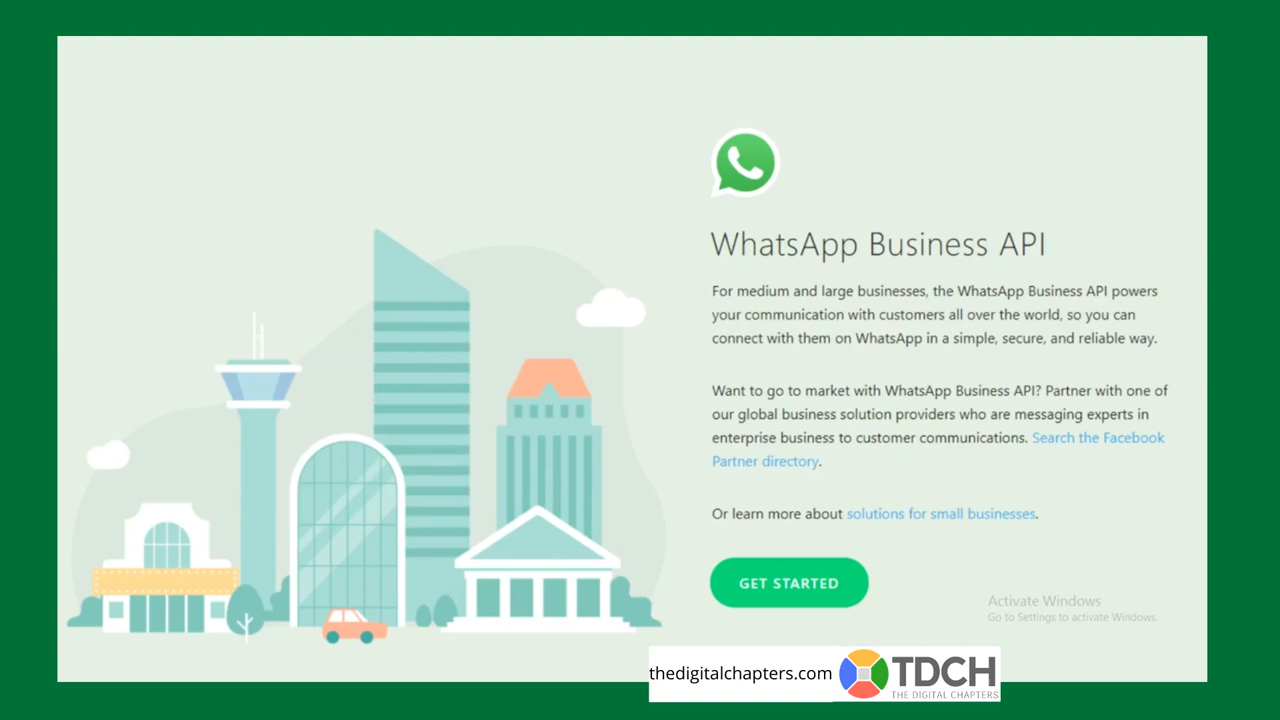 WhatsApp Business API
For medium and large businesses, the WhatsApp Business API powers
your communication with customers all over the world, so you can
connect with them on WhatsApp in a simple, secure, and reliable way.
Want to go to market with WhatsApp Business API? Partner with one of
our global business solution providers who are messaging experts in
enterprise business to customer communications. Search the Facebook
Partner directory.
Or learn more about solutions for small businesses.
GET STARTED
Activate Windows
Go to Settings to activate Windows.
thedigitalchapters.com
TDCH
THE DIGITAL CHAPTERS